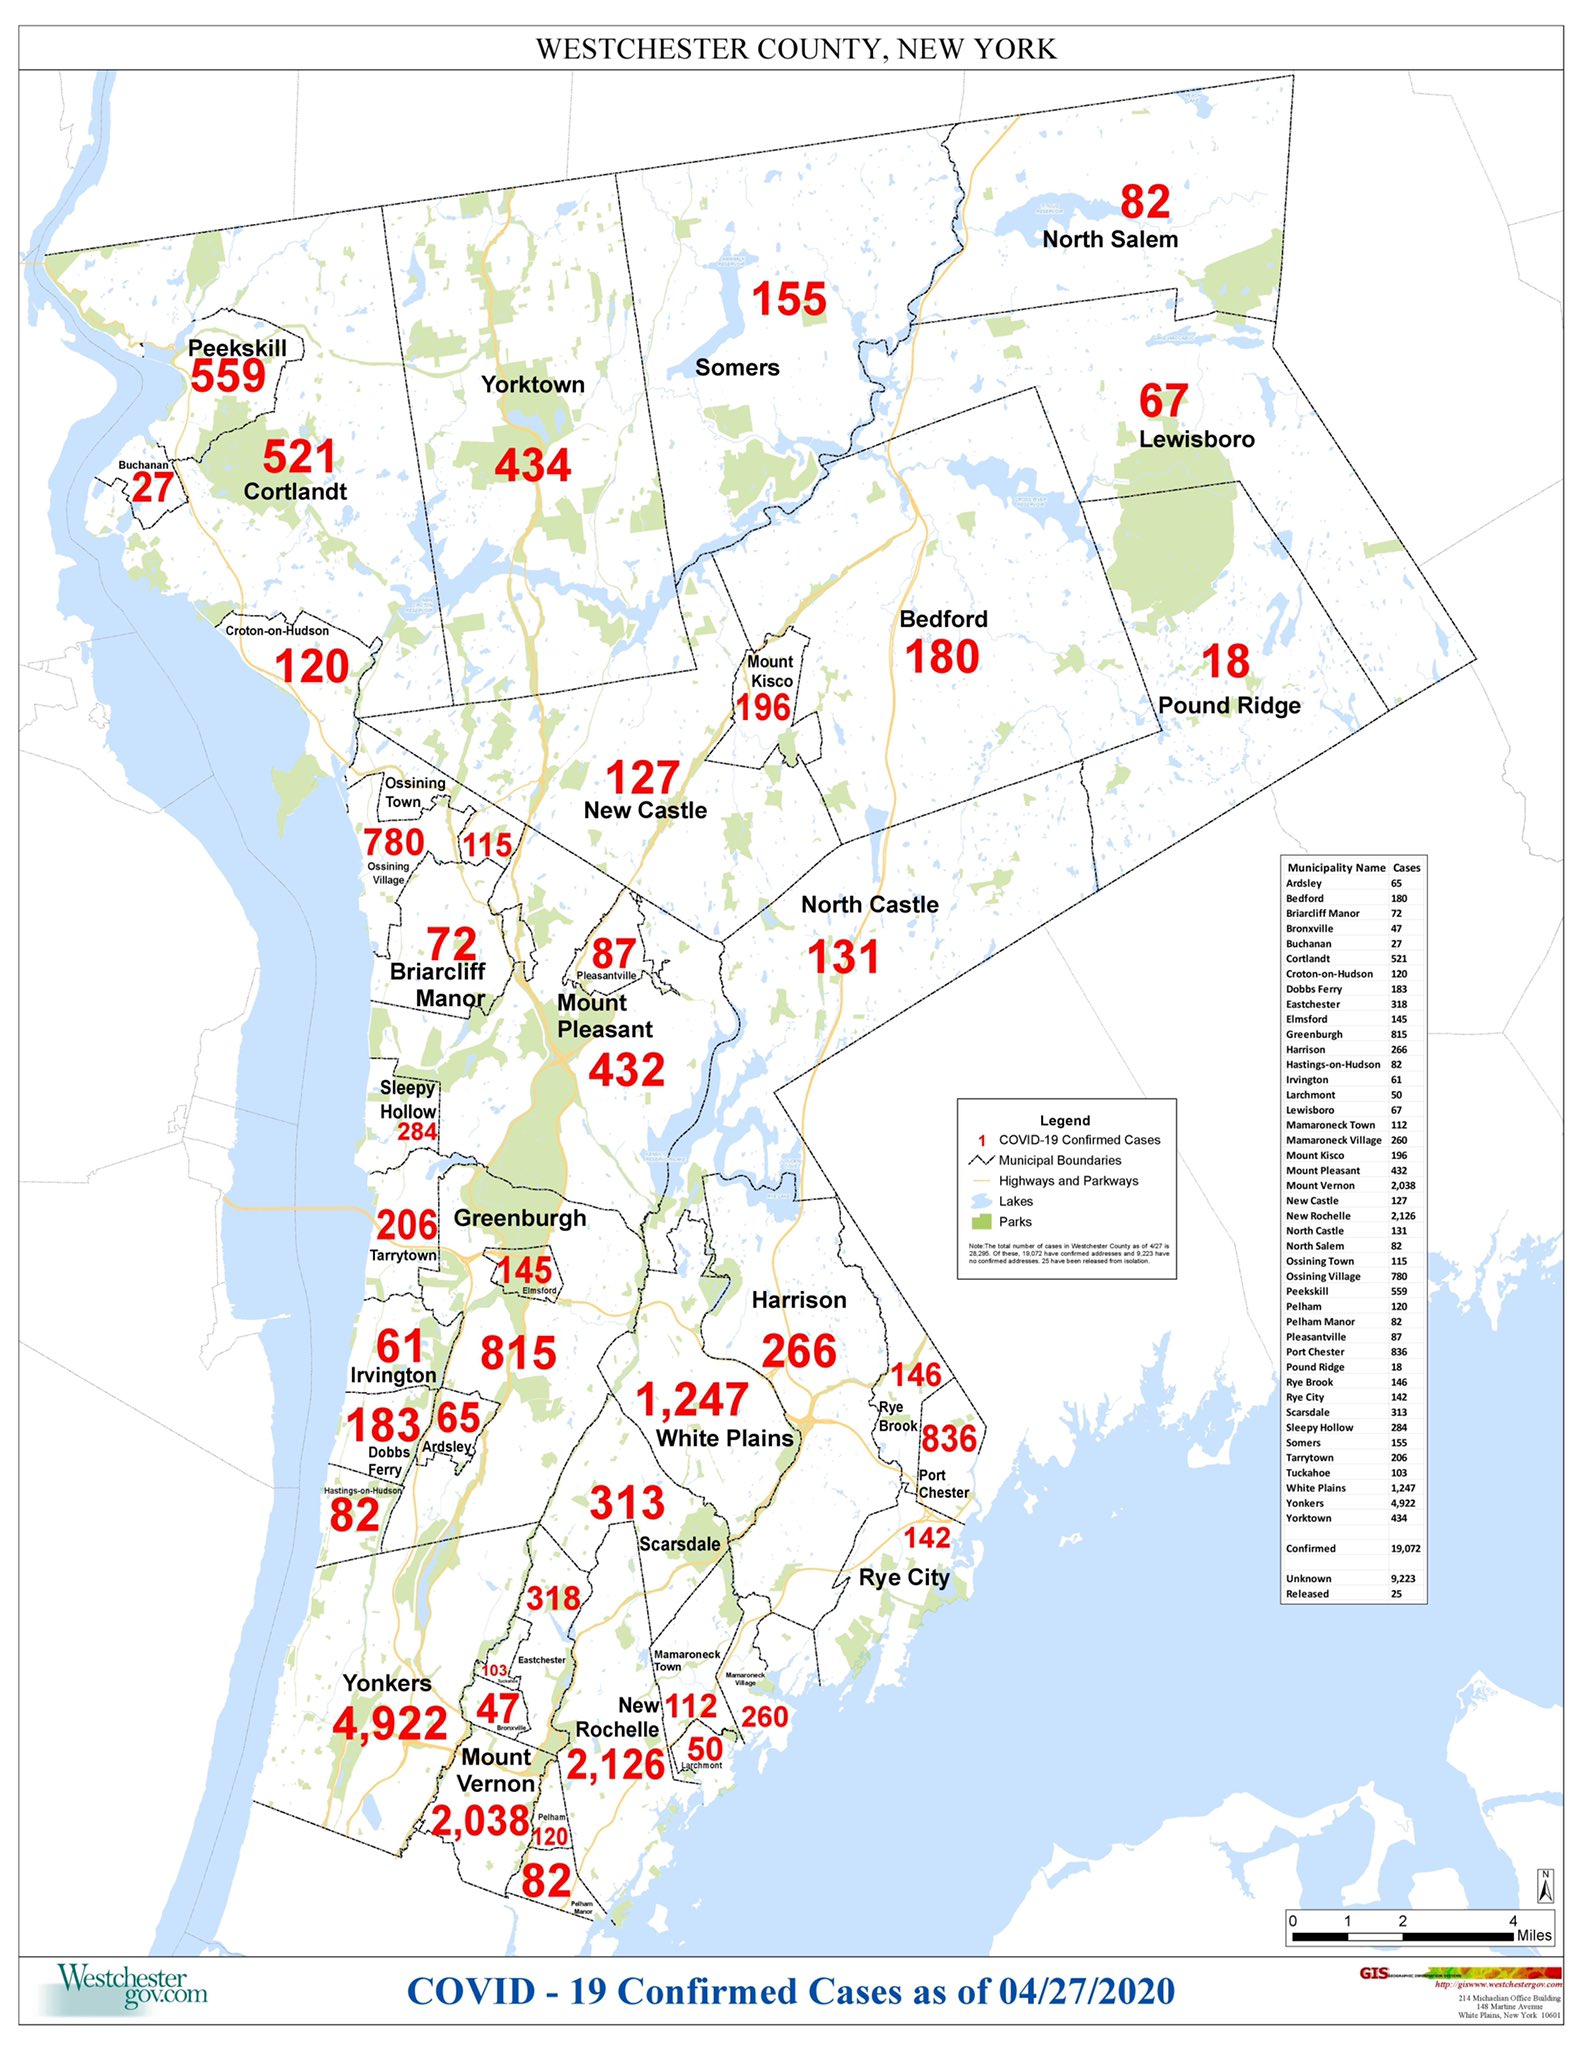 WESTCHESTER COUNTY, NEW YORK
82
North Salem
155
Somers
Peekskill
559
Yorktown
434
67
Lewisboro
521
Cortlandt
Buchanan
27
Croton-on-Hudson
120
Bedford
180
Mount
Kisco
196
18
Pound Ridge
127
New Castle
Ossining
Town
780
115
Ossining
Village
North Castle
131
72
Briarcliff
Manor
87
Pleasantville
Mount
Pleasant
432
Sleepy
Hollow
284
206
Tarrytown
Greenburgh
145
Elmsford
815
61
Irvington
183
Dobbs
Ferry
65
Ardsley
Hastings-on-Hudson
82
Harrison
266
1,247
White Plains
146
Rye
Brook
836
Port
Chester
313
Scarsdale
142
Rye City
318
Eastchester
103
Tuckahoe
47
Bronxville
Yonkers
4,922
Mamaroneck
Town
112
Mamaroneck
Village
260
New
Rochelle
2,126
50
Larchmont
Mount
Vernon
2,038
Pelham
120
82
Pelham
Manor
Legend
1 COVID-19 Confirmed Cases
Municipal Boundaries
Highways and Parkways
Lakes
Parks
Note:The total number of cases in Westchester County as of 4/27 is
28,295. Of these, 19,072 have confirmed addresses and 9,223 have
no confirmed addresses. 25 have been released from isolation.
Municipality Name Cases
Ardsley 65
Bedford 180
Briarcliff Manor 72
Bronxville 47
Buchanan 27
Cortlandt 521
Croton-on-Hudson 120
Dobbs Ferry 183
Eastchester 318
Elmsford 145
Greenburgh 815
Harrison 266
Hastings-on-Hudson 82
Irvington 61
Larchmont 50
Lewisboro 67
Mamaroneck Town 112
Mamaroneck Village 260
Mount Kisco 196
Mount Pleasant 432
Mount Vernon 2,038
New Castle 127
New Rochelle 2,126
North Castle 131
North Salem 82
Ossining Town 115
Ossining Village 780
Peekskill 559
Pelham 120
Pelham Manor 82
Pleasantville 87
Port Chester 836
Pound Ridge 18
Rye Brook 146
Rye City 142
Scarsdale 313
Sleepy Hollow 284
Somers 155
Tarrytown 206
Tuckahoe 103
White Plains 1,247
Yonkers 4,922
Yorktown 434
Confirmed 19,072
Unknown 9,223
Released 25
N
0 1 2 4
Miles
Westchester
gov.com
COVID - 19 Confirmed Cases as of 04/27/2020
GIS GEOGRAPHIC INFORMATION SYSTEMS
http://giswww.westchestergov.com
214 Michaelian Office Building
148 Martine Avenue
White Plains, New York 10601